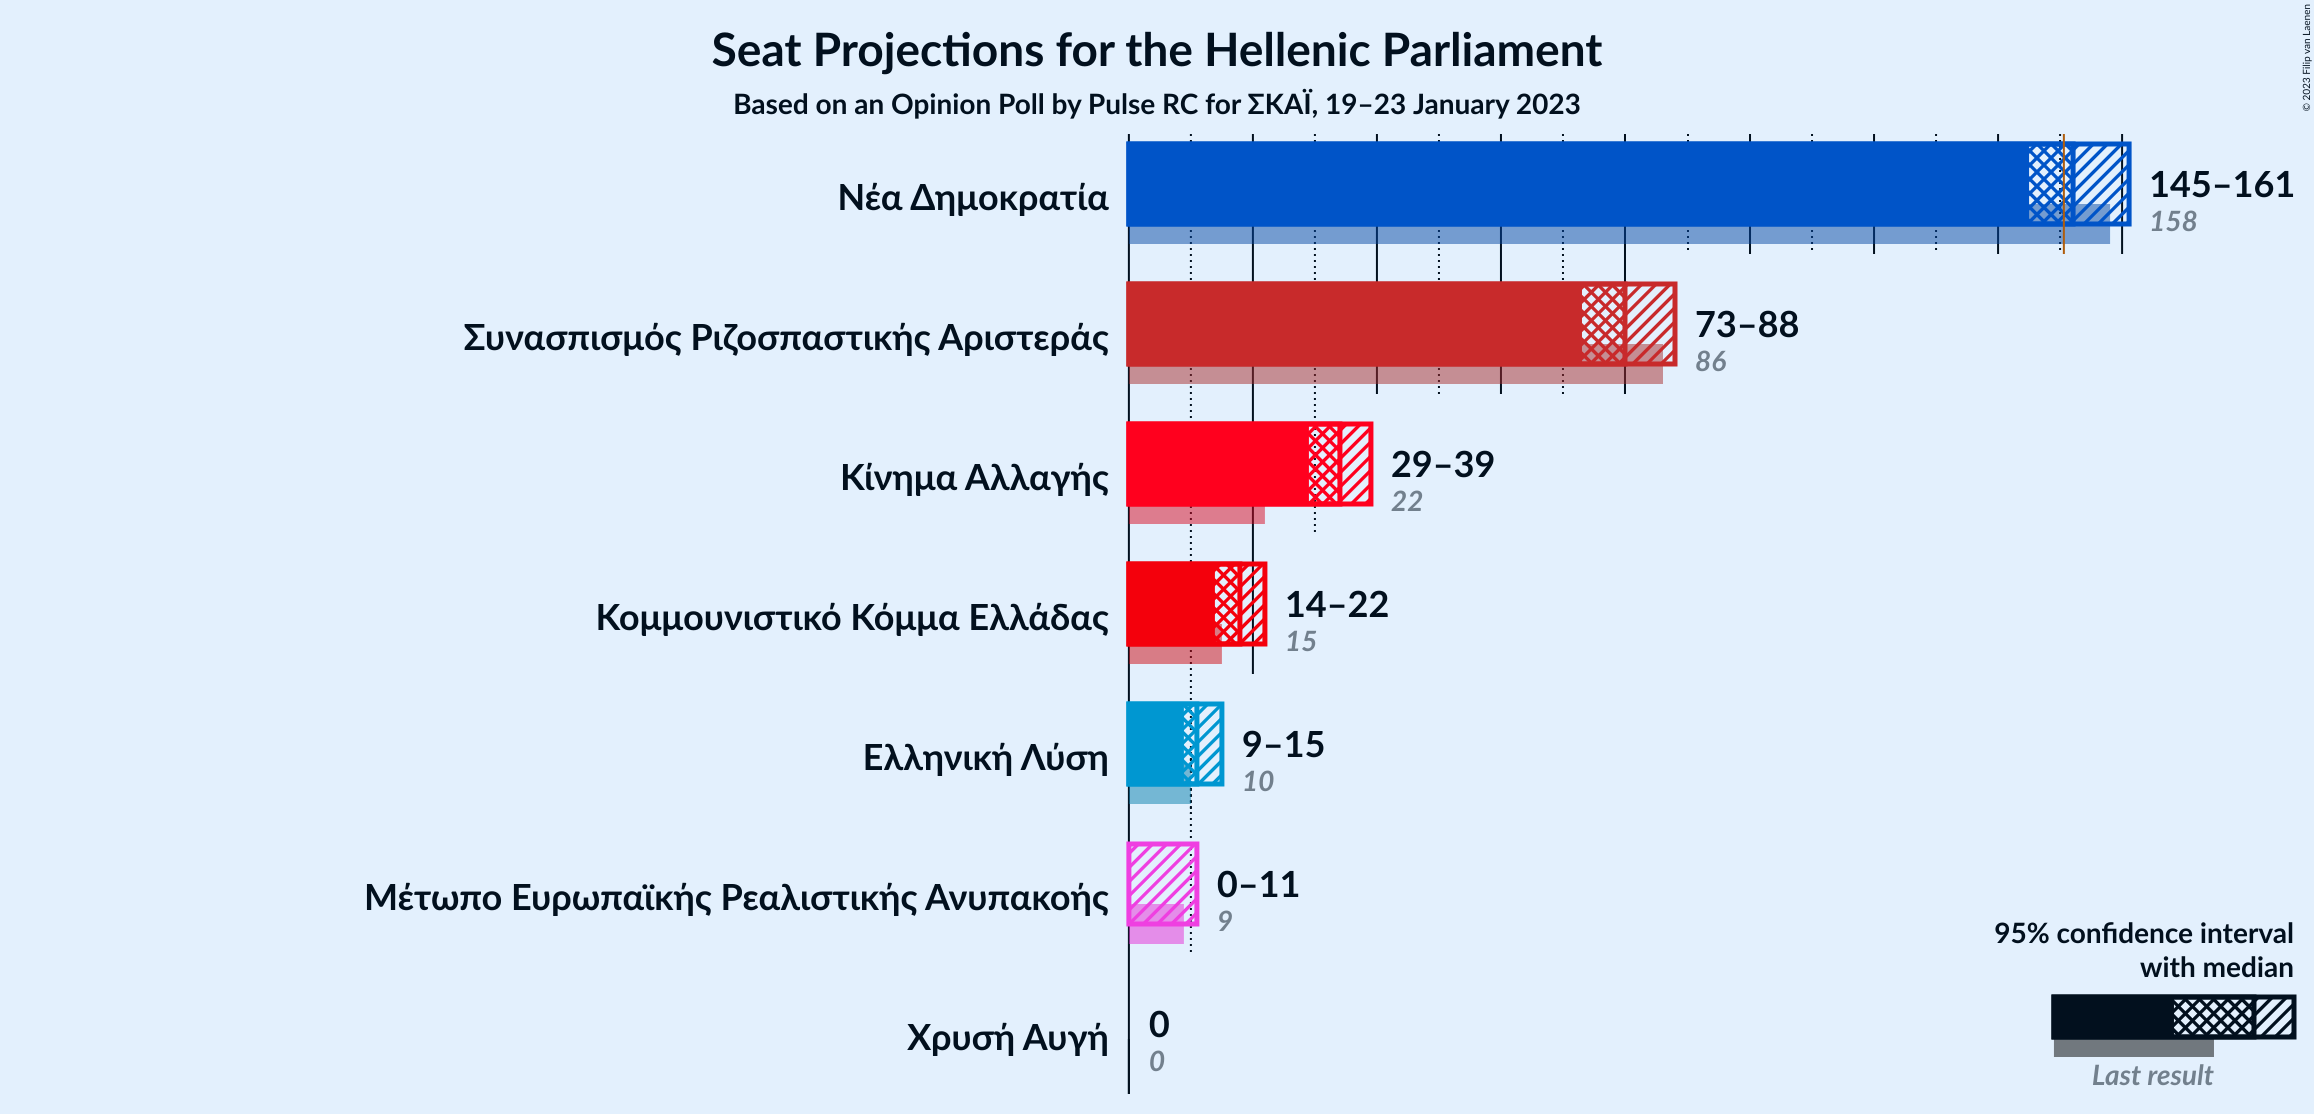 Seat Projections for the Hellenic Parliament
Based on an Opinion Poll by Pulse RC for ΣΚΑΪ, 19–23 January 2023
© 2023 Filip van Laenen
Νέα Δημοκρατία
145–161
158
Συνασπισμός Ριζοσπαστικής Αριστεράς
73–88
86
Κίνημα Αλλαγής
29–39
22
Κομμουνιστικό Κόμμα Ελλάδας
14–22
15
Ελληνική Λύση
9–15
10
Μέτωπο Ευρωπαϊκής Ρεαλιστικής Ανυπακοής
0–11
9
Χρυσή Αυγή
0
0
95% confidence interval
with median
Last result